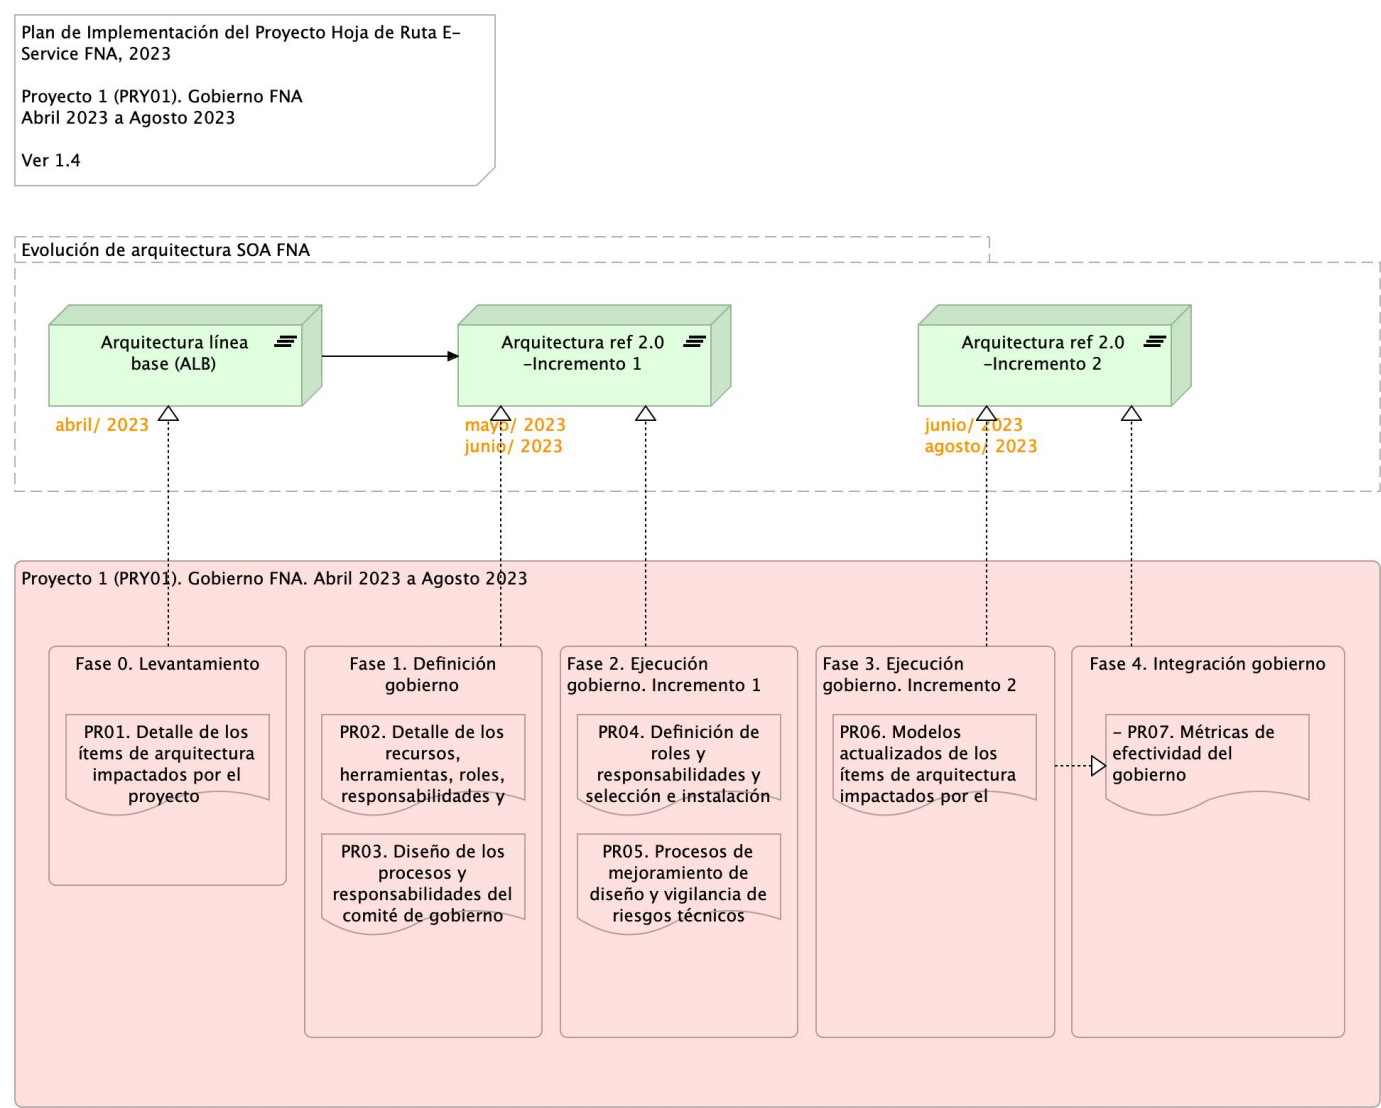 Plan de Implementación del Proyecto Hoja de Ruta E-
Service FNA, 2023
Proyecto 1 (PRY01). Gobierno FNA
Abril 2023 a Agosto 2023
Ver 1.4
Evolución de arquitectura SOA FNA
Arquitectura línea
base (ALB)
abril/ 2023
Arquitectura ref 2.0
-Incremento 1
mayo/ 2023
junio/ 2023
Arquitectura ref 2.0
-Incremento 2
junio/ 2023
agosto/ 2023
Proyecto 1 (PRY01). Gobierno FNA. Abril 2023 a Agosto 2023
Fase 0. Levantamiento
PR01. Detalle de los
ítems de arquitectura
impactados por el
proyecto
Fase 1. Definición
gobierno
PR02. Detalle de los
recursos,
herramientas, roles,
responsabilidades y
PR03. Diseño de los
procesos y
responsabilidades del
comité de gobierno
Fase 2. Ejecución
gobierno. Incremento 1
PR04. Definición de
roles y
responsabilidades y
selección e instalación
PR05. Procesos de
mejoramiento de
diseño y vigilancia de
riesgos técnicos
Fase 3. Ejecución
gobierno. Incremento 2
PR06. Modelos
actualizados de los
ítems de arquitectura
impactados por el
Fase 4. Integración gobierno
- PR07. Métricas de
efectividad del
gobierno